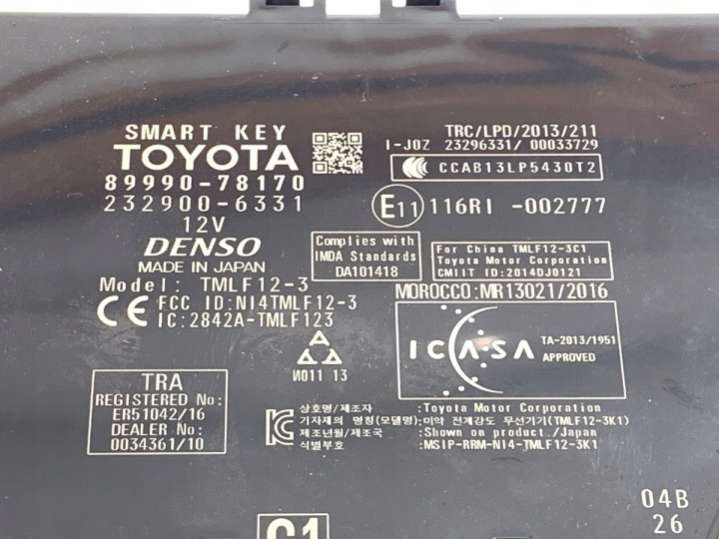 SMART KEY
TOYOTA
89990-78170
232900-6331
12V
DENSO
MADE IN JAPAN
Model: TMLF12-3
CE FCC ID:NI4TMLF12-3
IC:2842A-TMLF123
TRC/LPD/2013/211
I-J0Z 23296331/ 00033729
CCAB13LP5430T2
E11 116RI -002777
Complies with
IMDA Standards
DA101418
For China TMLF12-3C1
Toyota Motor Corporation
CMIIT ID:2014DJ0121
MOROCCO:MR13021/2016
ICASA
TA-2013/1951
APPROVED
И011 13
TRA
REGISTERED No:
ER51042/16
DEALER No:
0034361/10
상호명/제조자 :Toyota Motor Corporation
기자재의 명칭(모델명):미약 전계강도 무선기기(TMLF12-3K1)
제조년월/제조국 :Shown on product./Japan
식별부호 :MSIP-RRM-NI4-TMLF12-3K1
04B
26
C1